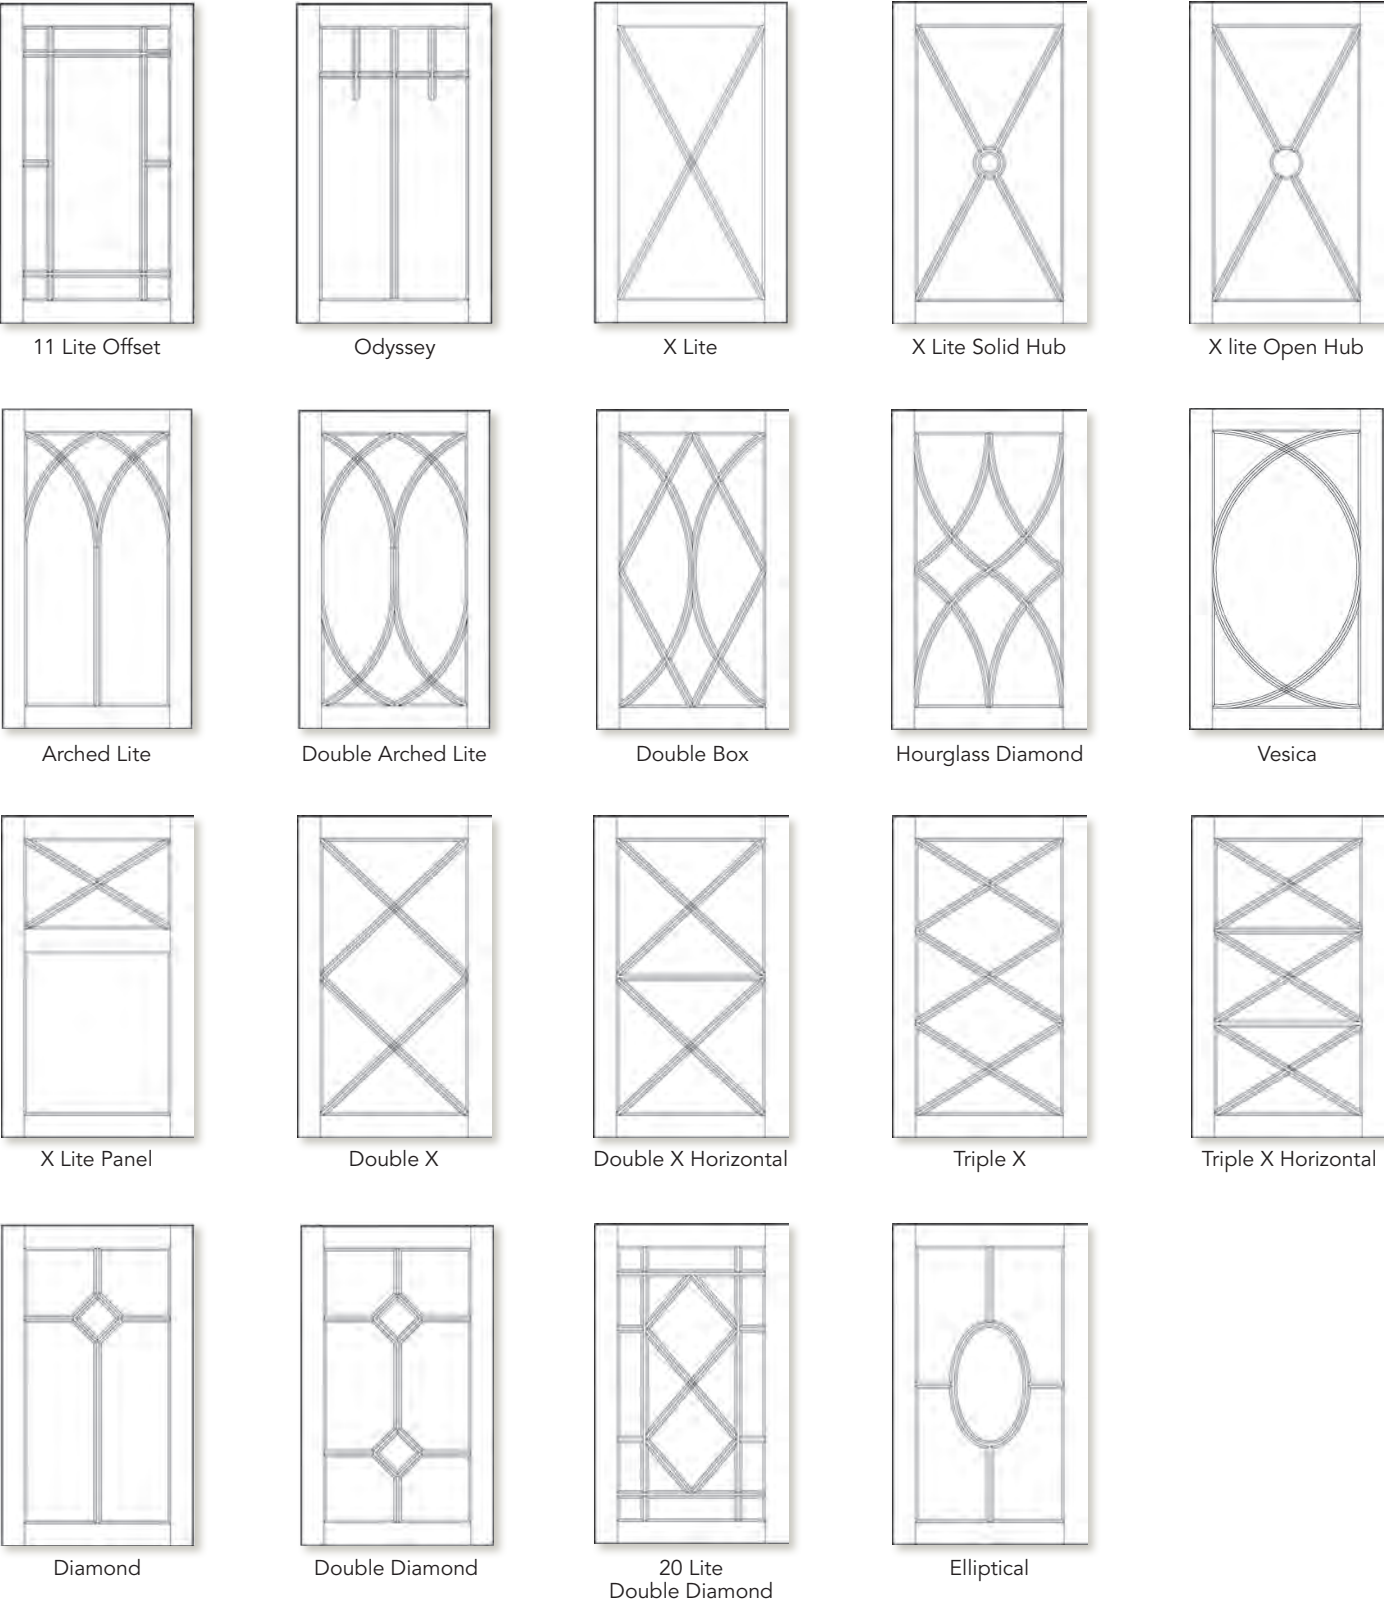 11 Lite Offset
Odyssey
X Lite
X Lite Solid Hub
X lite Open Hub
Arched Lite
Double Arched Lite
Double Box
Hourglass Diamond
Vesica
X Lite Panel
Double X
Double X Horizontal
Triple X
Triple X Horizontal
Diamond
Double Diamond
20 Lite
Double Diamond
Elliptical